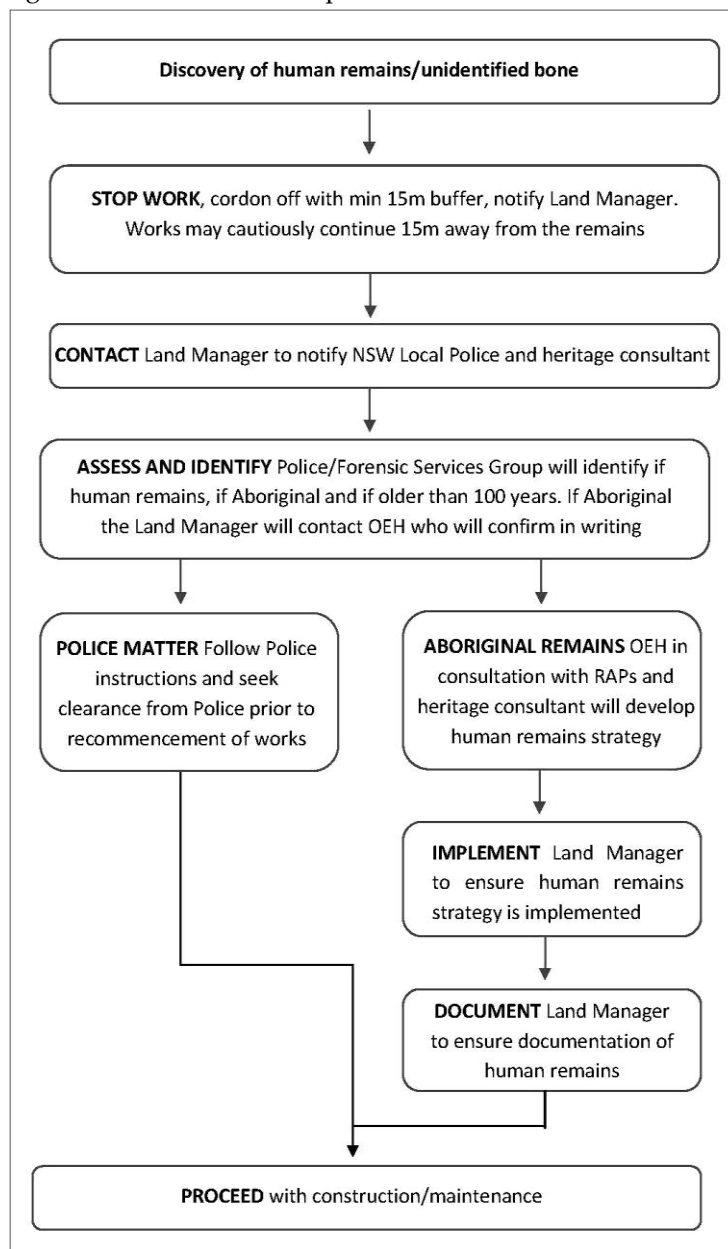 Discovery of human remains/unidentified bone
STOP WORK, cordon off with min 15m buffer, notify Land Manager.
Works may cautiously continue 15m away from the remains
CONTACT Land Manager to notify NSW Local Police and heritage consultant
ASSESS AND IDENTIFY Police/Forensic Services Group will identify if
human remains, if Aboriginal and if older than 100 years. If Aboriginal
the Land Manager will contact OEH who will confirm in writing
POLICE MATTER Follow Police
instructions and seek
clearance from Police prior to
recommencement of works
ABORIGINAL REMAINS OEH in
consultation with RAPs and
heritage consultant will develop
human remains strategy
IMPLEMENT Land Manager
to ensure human remains
strategy is implemented
DOCUMENT Land Manager
to ensure documentation of
human remains
PROCEED with construction/maintenance